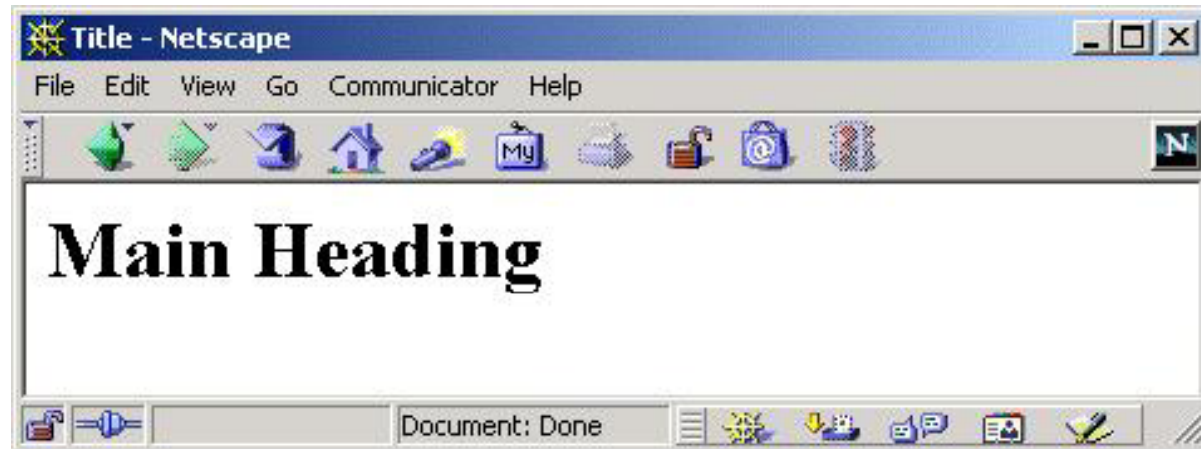 Title - Netscape
File Edit View Go Communicator Help
My
N
Main Heading
Document: Done